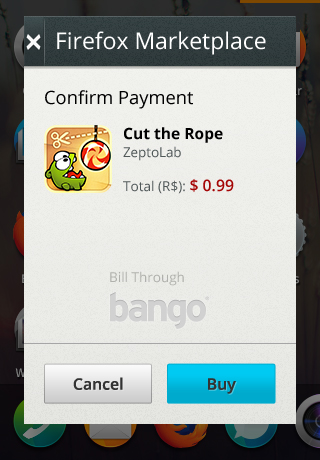 Firefox Marketplace
Confirm Payment
Cut the Rope
ZeptoLab
Total (R$): $ 0.99
Bill Through
bango
Cancel
Buy